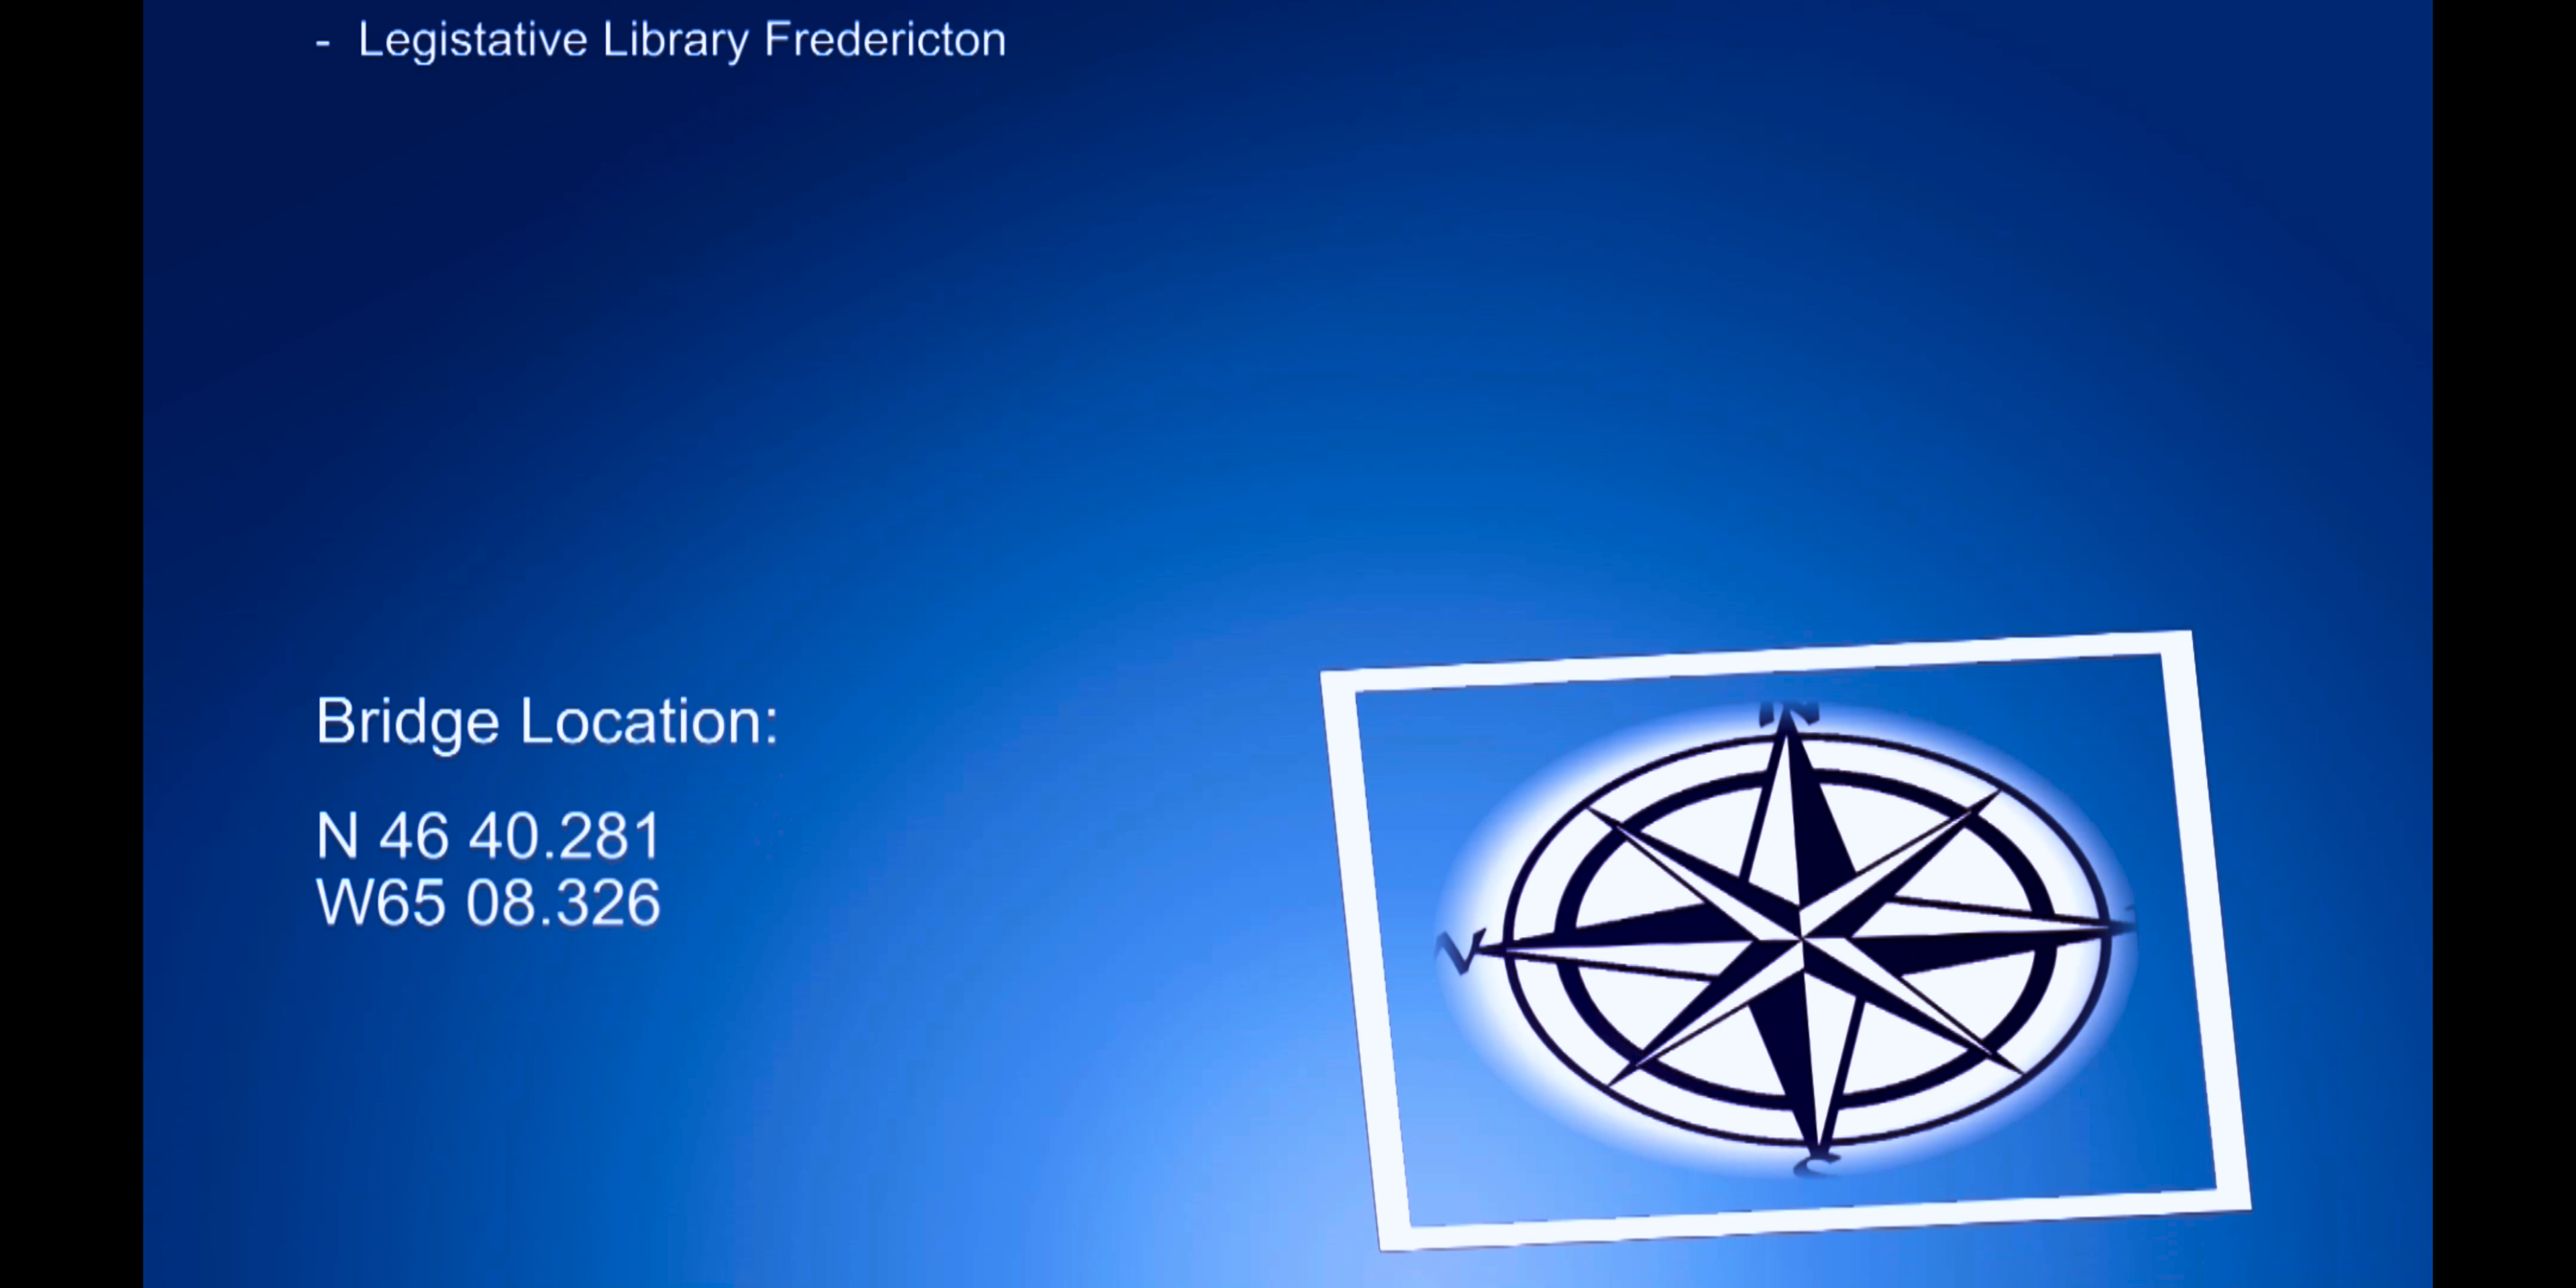 - Legistative Library Fredericton
Bridge Location:
N 46 40.281
W65 08.326
N
S